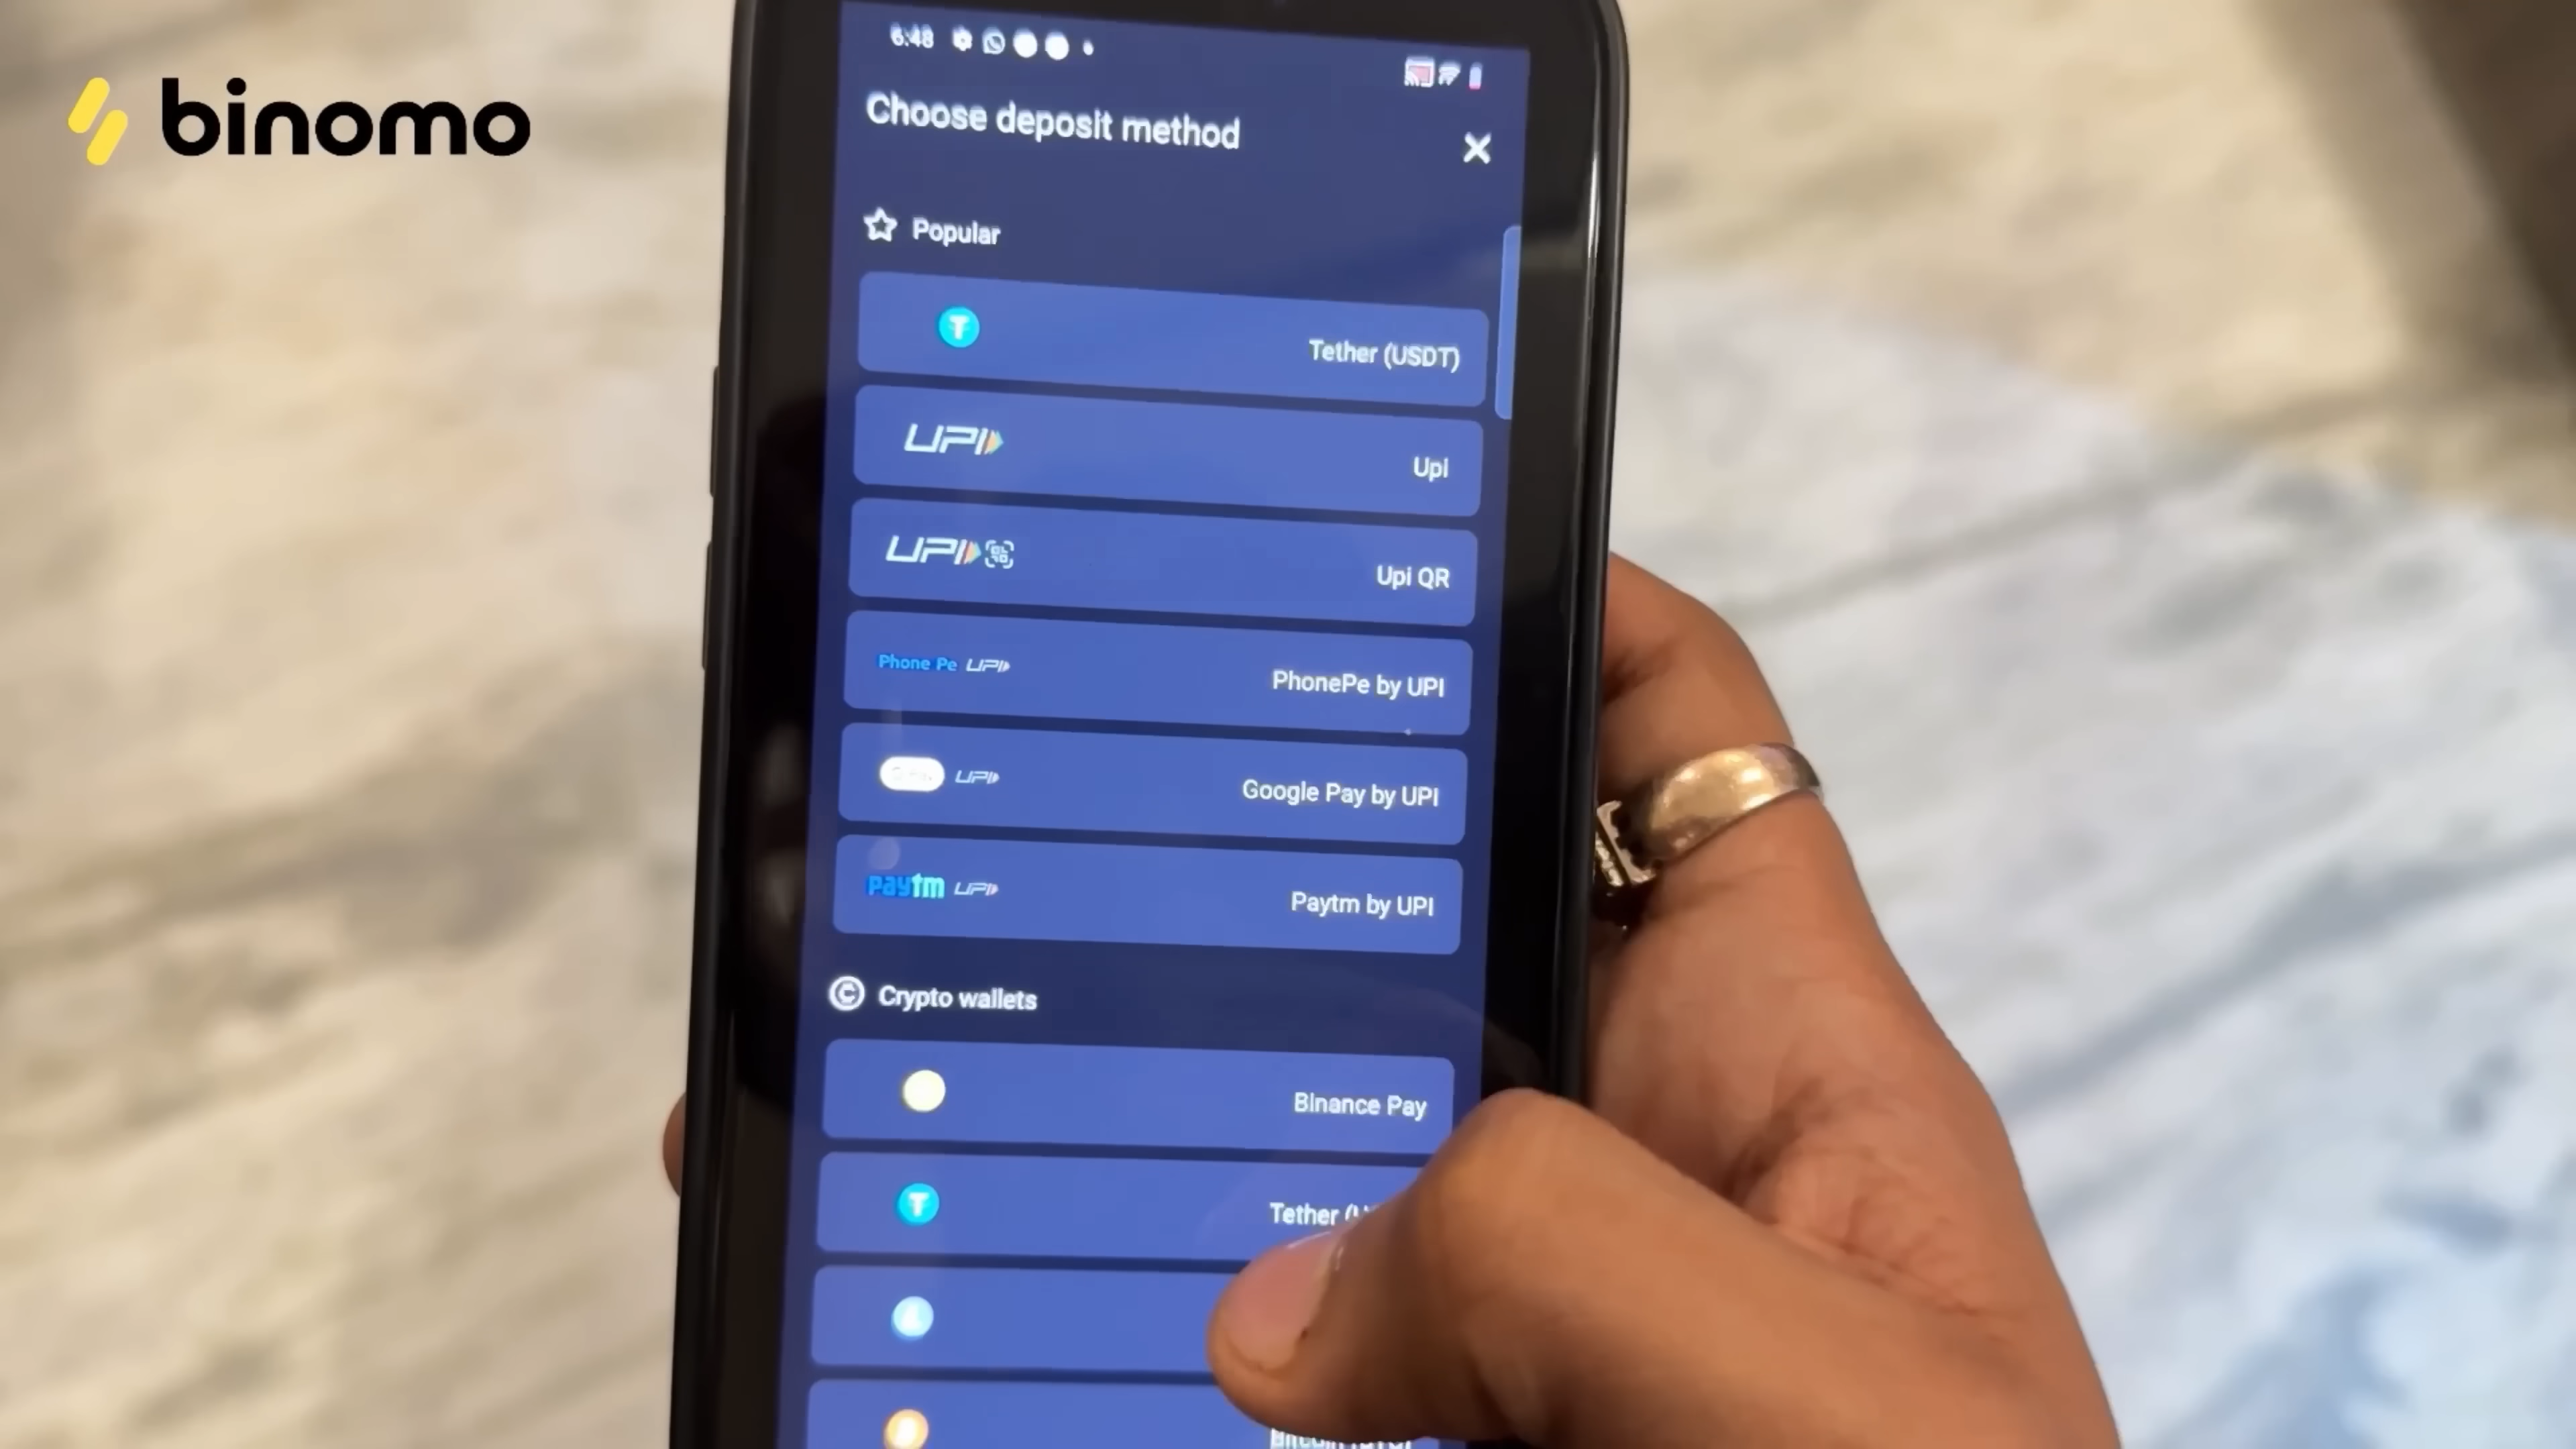 binomo
6:48
Choose deposit method
Popular
Tether (USDT)
UPI
Upi
UPI
Upi QR
Phone Pe UPI
PhonePe by UPI
UPI
Google Pay by UPI
paytm UPI
Paytm by UPI
Crypto wallets
Binance Pay
Tether